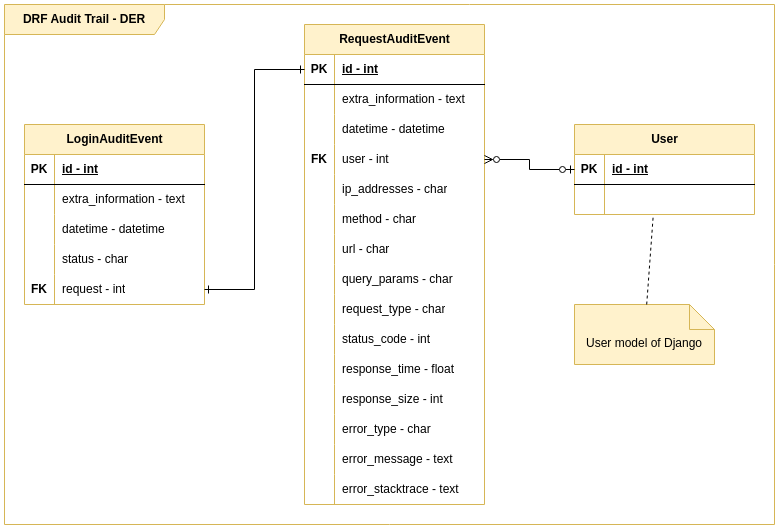 DRF Audit Trail - DER
RequestAuditEvent
PK id - int
extra_information - text
datetime - datetime
FK user - int
ip_addresses - char
method - char
url - char
query_params - char
request_type - char
status_code - int
response_time - float
response_size - int
error_type - char
error_message - text
error_stacktrace - text
LoginAuditEvent
PK id - int
extra_information - text
datetime - datetime
status - char
FK request - int
User
PK id - int
User model of Django